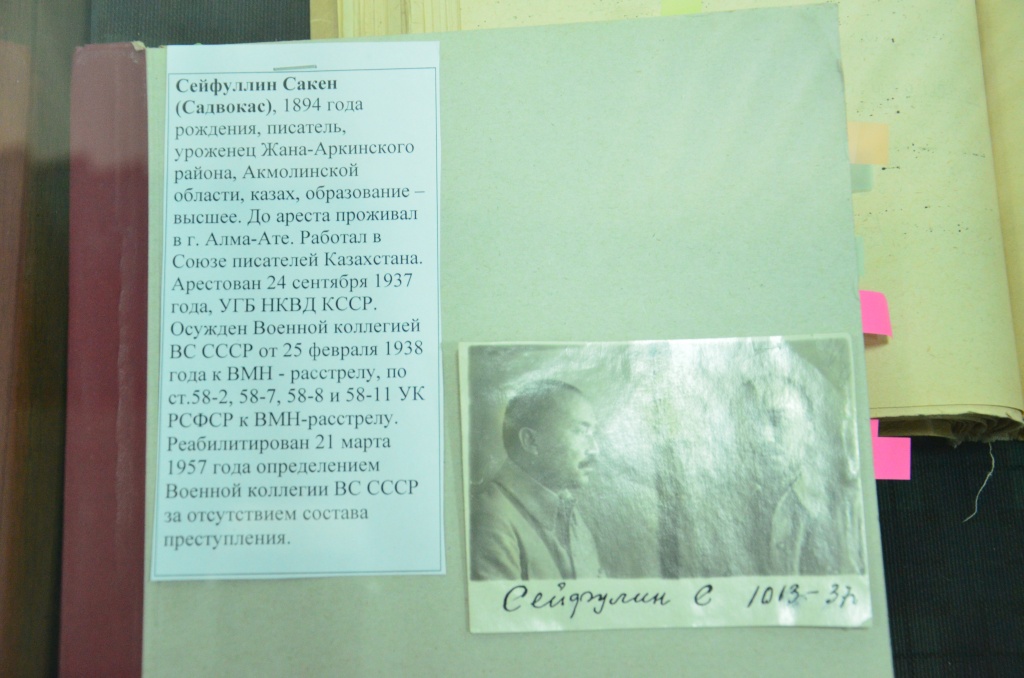 Сейфуллин Сакен
(Садвокас), 1894 года
рождения, писатель,
уроженец Жана-Аркинского
района, Акмолинской
области, казах, образование –
высшее. До ареста проживал
в г. Алма-Ате. Работал в
Союзе писателей Казахстана.
Арестован 24 сентября 1937
года, УГБ НКВД КССР.
Осужден Военной коллегией
ВС СССР от 25 февраля 1938
года к ВМН - расстрелу, по
ст.58-2, 58-7, 58-8 и 58-11 УК
РСФСР к ВМН-расстрелу.
Реабилитирован 21 марта
1957 года определением
Военной коллегии ВС СССР
за отсутствием состава
преступления.
Сейфулин С 1013-37